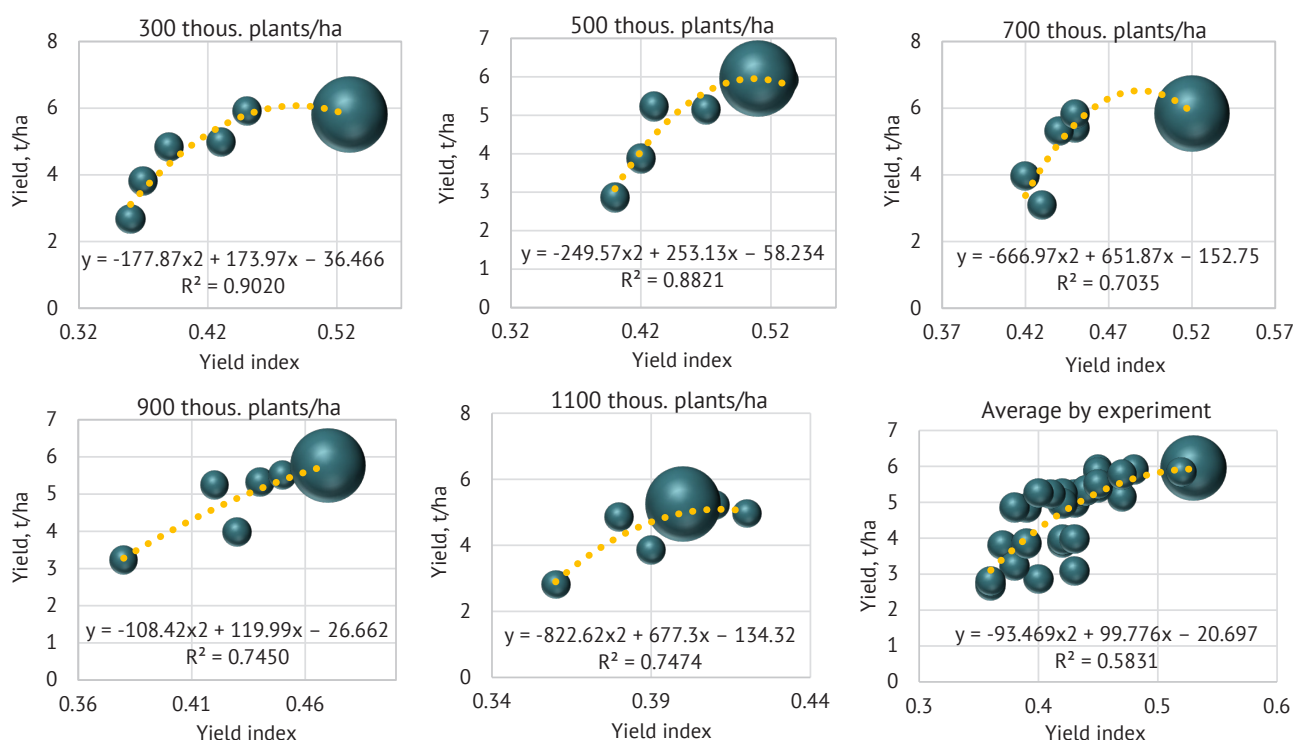 300 thous. plants/ha
8
6
4
2
0
Yield, t/ha
y = -177.87x2 + 173.97x − 36.466
R² = 0.9020
0.32 0.42 0.52
Yield index
500 thous. plants/ha
7
6
5
4
3
2
1
0
Yield, t/ha
y = -249.57x2 + 253.13x − 58.234
R² = 0.8821
0.32 0.42 0.52
Yield index
700 thous. plants/ha
8
6
4
2
0
Yield, t/ha
y = -666.97x2 + 651.87x − 152.75
R² = 0.7035
0.37 0.42 0.47 0.52 0.57
Yield index
900 thous. plants/ha
7
6
5
4
3
2
1
0
Yield, t/ha
y = -108.42x2 + 119.99x − 26.662
R² = 0.7450
0.36 0.41 0.46
Yield index
1100 thous. plants/ha
8
6
4
2
0
Yield, t/ha
y = -822.62x2 + 677.3x − 134.32
R² = 0.7474
0.34 0.39 0.44
Yield index
Average by experiment
7
6
5
4
3
2
1
0
Yield, t/ha
y = -93.469x2 + 99.776x − 20.697
R² = 0.5831
0.3 0.4 0.5 0.6
Yield index